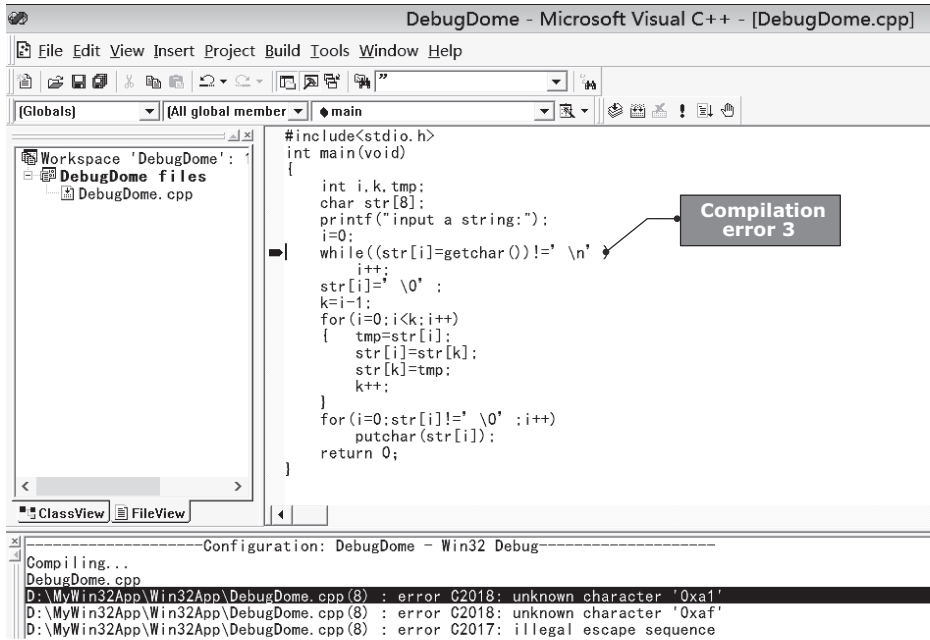 DebugDome - Microsoft Visual C++ - [DebugDome.cpp]
File Edit View Insert Project Build Tools Window Help
”
(Globals) (All global member main
Workspace 'DebugDome': 1
DebugDome files
DebugDome.cpp
ClassView FileView
#include<stdio.h>
int main(void)
{
int i,k,tmp;
char str[8];
printf("input a string:");
i=0;
while((str[i]=getchar())!=’ \n’ )
i++;
str[i]=’ \0’ ;
k=i-1;
for(i=0;i<k;i++)
{ tmp=str[i];
str[i]=str[k];
str[k]=tmp;
k++;
}
for(i=0;str[i]!=’ \0’ ;i++)
putchar(str[i]);
return 0;
}
Compilation
error 3
--------------------Configuration: DebugDome - Win32 Debug--------------------
Compiling...
DebugDome.cpp
D:\MyWin32App\Win32App\DebugDome.cpp(8) : error C2018: unknown character '0xa1'
D:\MyWin32App\Win32App\DebugDome.cpp(8) : error C2018: unknown character '0xaf'
D:\MyWin32App\Win32App\DebugDome.cpp(8) : error C2017: illegal escape sequence